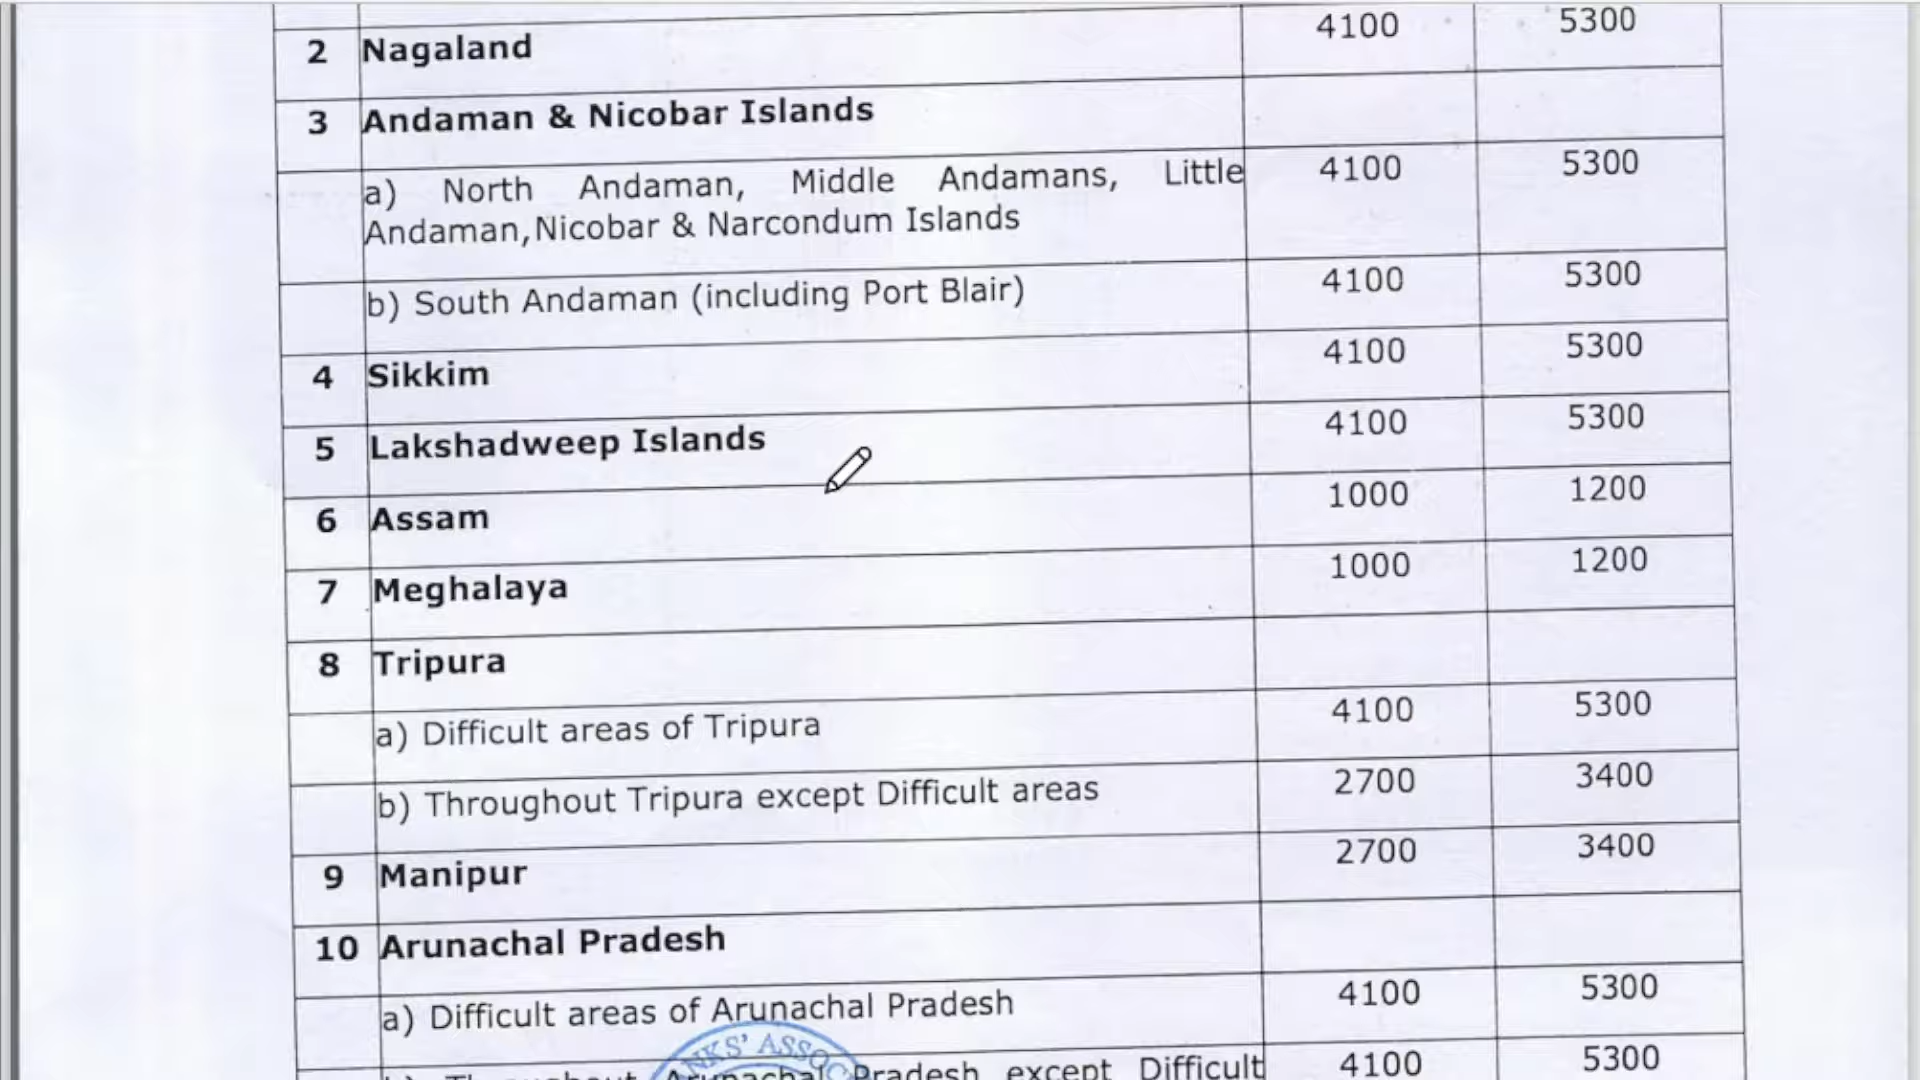 2 Nagaland 4100 5300
3 Andaman & Nicobar Islands
a) North Andaman, Middle Andamans, Little 4100 5300
Andaman,Nicobar & Narcondum Islands
b) South Andaman (including Port Blair) 4100 5300
4 Sikkim 4100 5300
5 Lakshadweep Islands 4100 5300
6 Assam 1000 1200
7 Meghalaya 1000 1200
8 Tripura
a) Difficult areas of Tripura 4100 5300
b) Throughout Tripura except Difficult areas 2700 3400
9 Manipur 2700 3400
10 Arunachal Pradesh
a) Difficult areas of Arunachal Pradesh 4100 5300
b) Throughout Arunachal Pradesh except Difficult 4100 5300
NKS' ASSOC